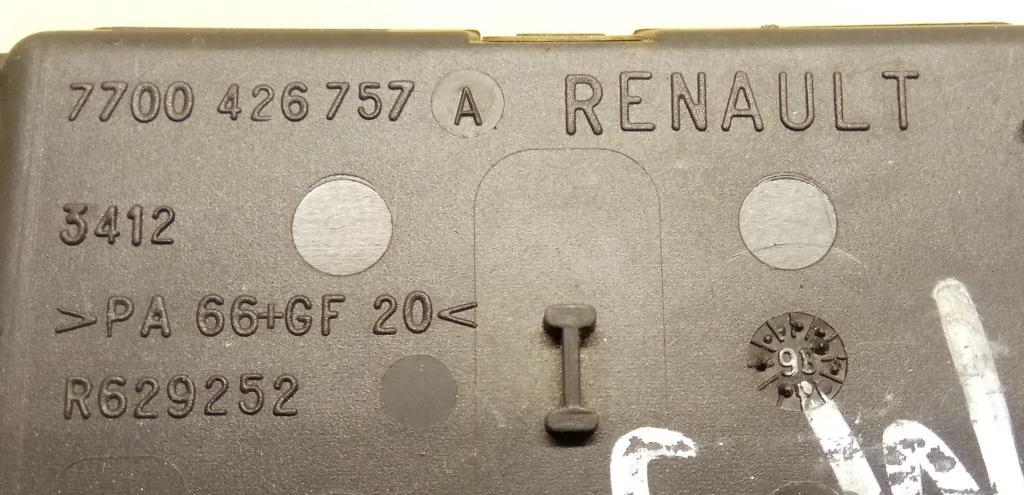 7700 426 757 A RENAULT
3412
>PA 66+GF 20<
R629252